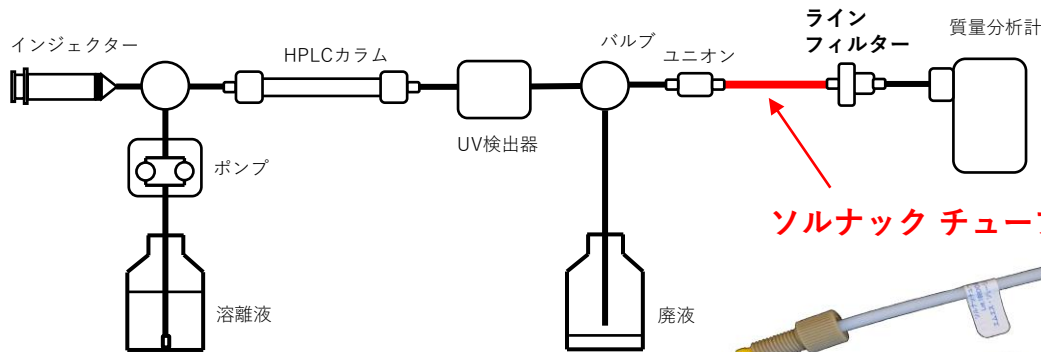 インジェクター
HPLCカラム
UV検出器
バルブ
ユニオン
ライン
フィルター
質量分析計
ポンプ
ソルナック チューブ
溶離液
廃液